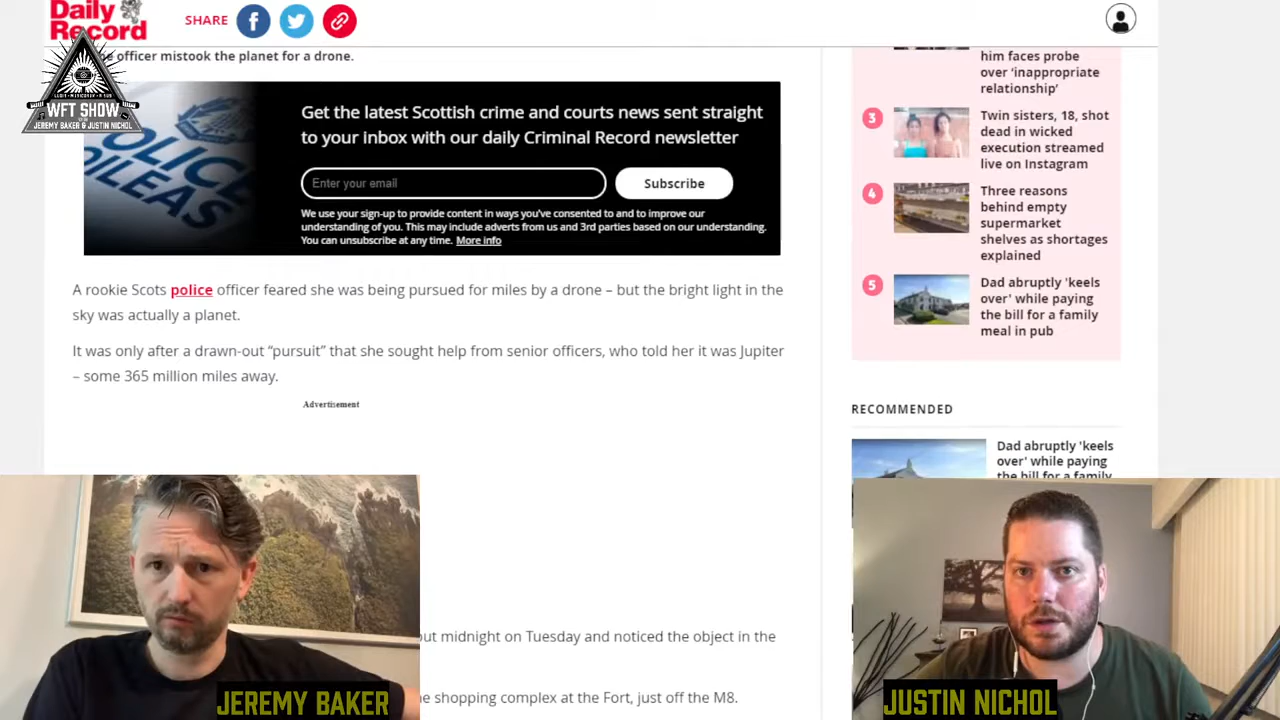 Daily
Record
SHARE
WFT SHOW
JEREMY BAKER & JUSTIN NICHOL
officer mistook the planet for a drone.
POLICE
POILEAS
Get the latest Scottish crime and courts news sent straight
to your inbox with our daily Criminal Record newsletter
Enter your email
Subscribe
We use your sign-up to provide content in ways you've consented to and to improve our
understanding of you. This may include adverts from us and 3rd parties based on our understanding.
You can unsubscribe at any time. More info
A rookie Scots police officer feared she was being pursued for miles by a drone – but the bright light in the
sky was actually a planet.
It was only after a drawn-out “pursuit” that she sought help from senior officers, who told her it was Jupiter
– some 365 million miles away.
Advertisement
midnight on Tuesday and noticed the object in the
shopping complex at the Fort, just off the M8.
him faces probe
over ‘inappropriate
relationship’
3
Twin sisters, 18, shot
dead in wicked
execution streamed
live on Instagram
4
Three reasons
behind empty
supermarket
shelves as shortages
explained
5
Dad abruptly 'keels
over' while paying
the bill for a family
meal in pub
RECOMMENDED
Dad abruptly 'keels
over' while paying
the bill for a family
JEREMY BAKER
JUSTIN NICHOL